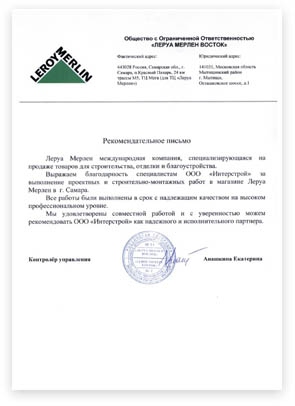 LEROY MERLIN
Общество с Ограниченной Ответственностью
«ЛЕРУА МЕРЛЕН ВОСТОК»
Фактический адрес:
Юридический адрес:
443028 Россия, Самарская обл., г.
Самара, п.Красный Пахарь, 24 км
трассы М5, ТЦ Мега (для ТЦ «Леруа
Мерлен»)
141031, Московская область
Мытищинский район
г. Мытищи,
Осташковское шоссе, д.1
Рекомендательное письмо
Леруа Мерлен международная компания, специализирующаяся на
продаже товаров для строительства, отделки и благоустройства.
Выражаем благодарность специалистам ООО «Интерстрой» за
выполнение проектных и строительно-монтажных работ в магазине Леруа
Мерлен в г. Самара.
Все работы были выполнены в срок с надлежащим качеством на высоком
профессиональном уровне.
Мы удовлетворены совместной работой и с уверенностью можем
рекомендовать ООО «Интерстрой» как надежного и исполнительного партнера.
Контролёр управления
Анашкина Екатерина